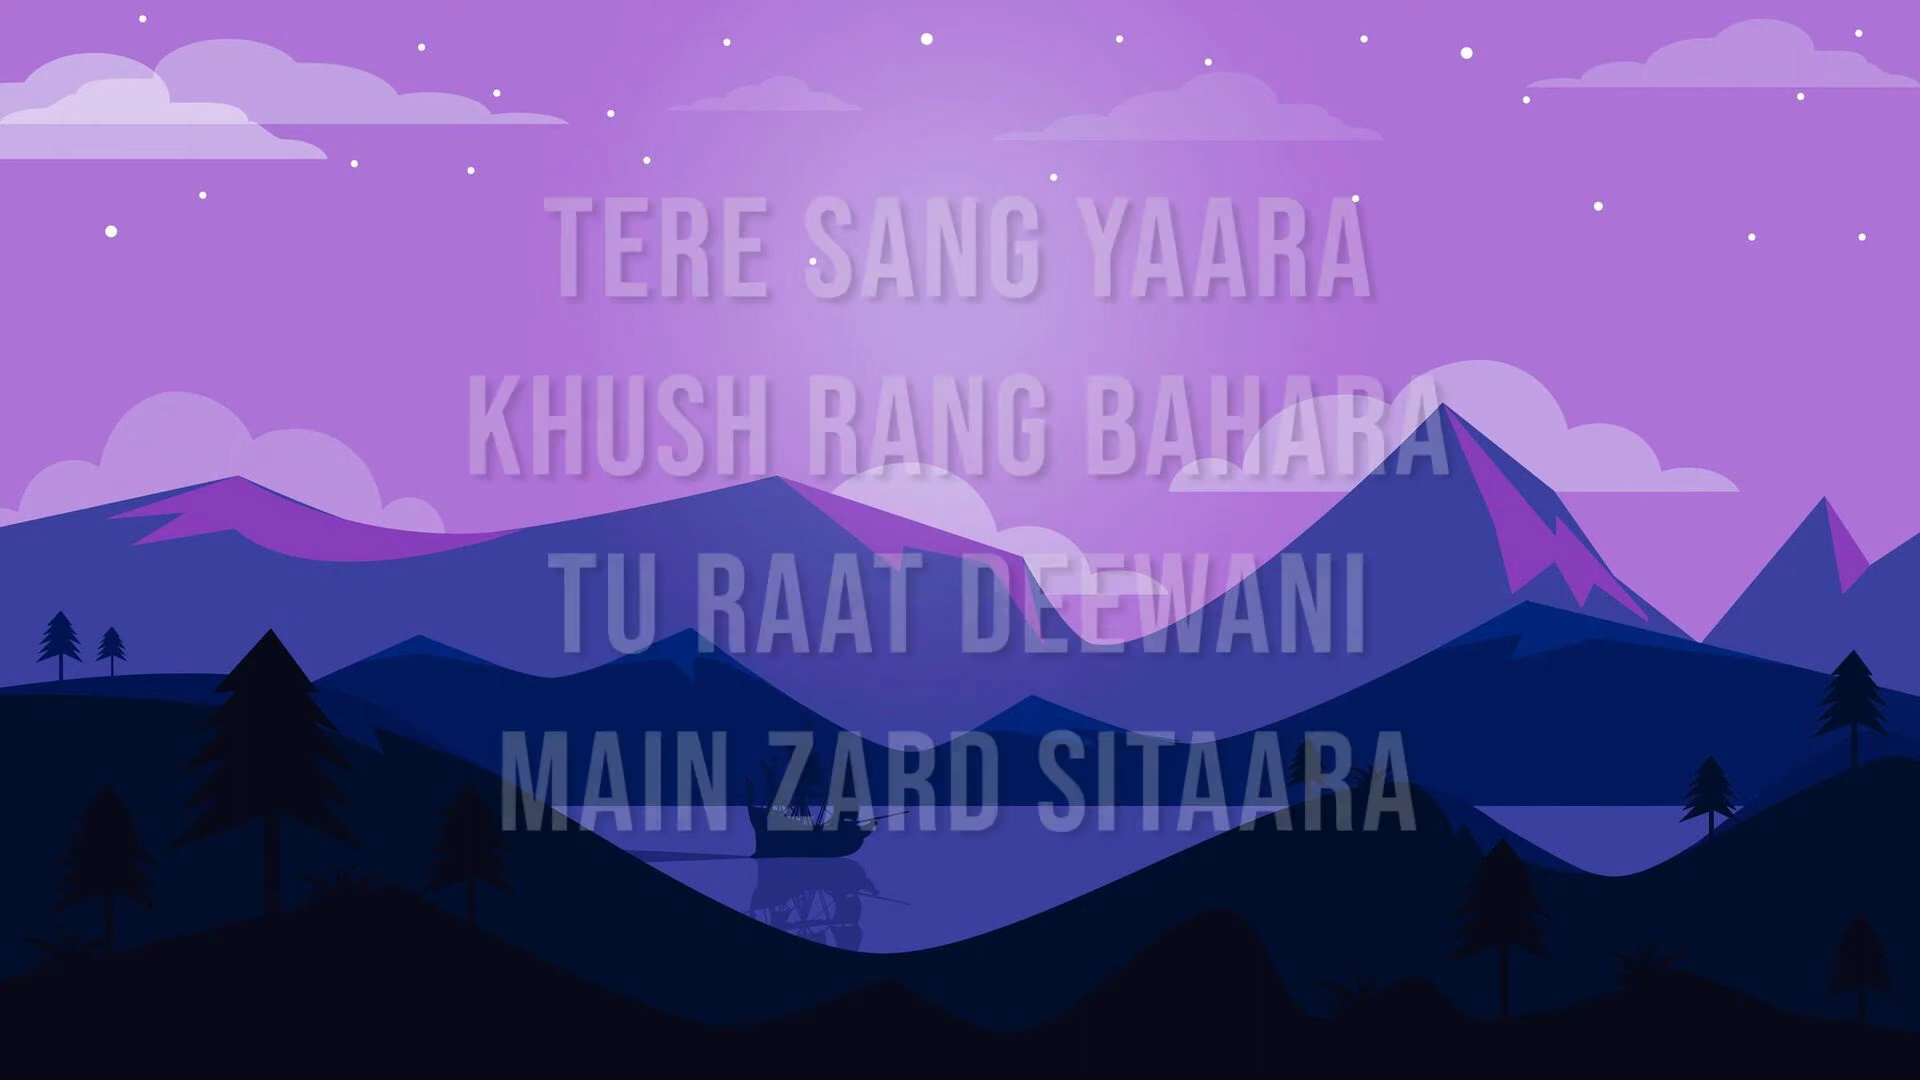 TERE SANG YAARA
KHUSH RANG BAHARA
TU RAAT DEEWANI
MAIN ZARD SITAARA